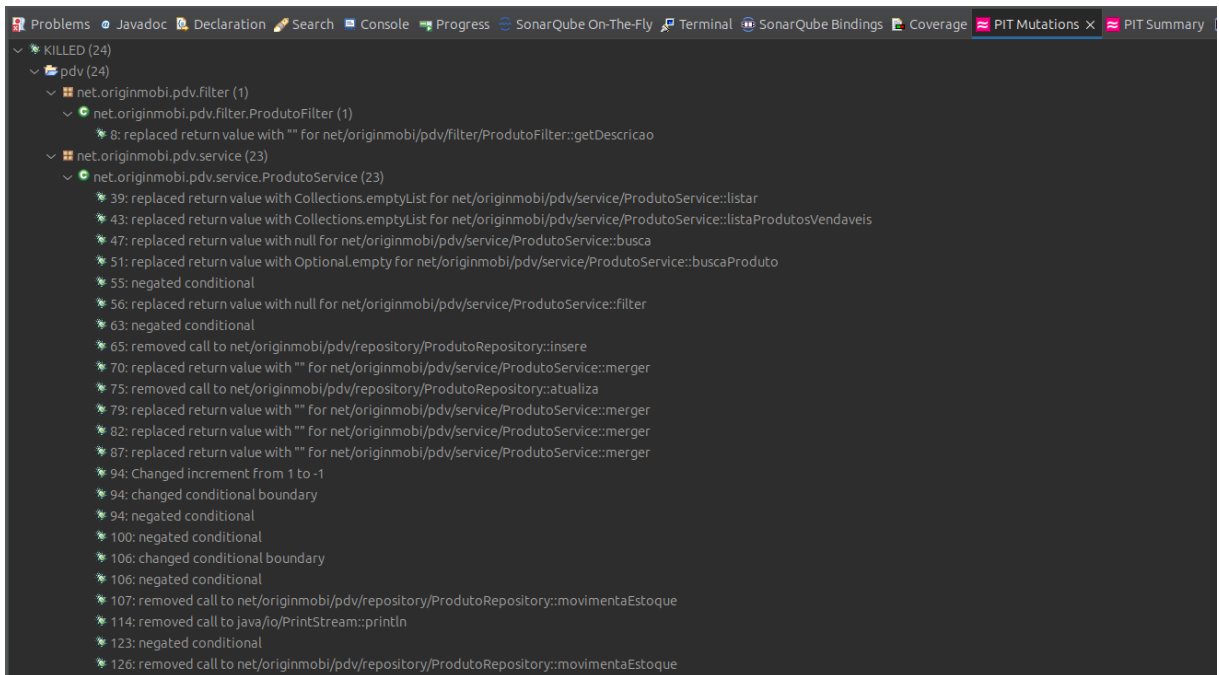 Problems Javadoc Declaration Search Console Progress SonarQube On-The-Fly Terminal SonarQube Bindings Coverage PIT Mutations × PIT Summary
KILLED (24)
pdv (24)
net.originmobi.pdv.filter (1)
net.originmobi.pdv.filter.ProdutoFilter (1)
8: replaced return value with "" for net/originmobi/pdv/filter/ProdutoFilter::getDescricao
net.originmobi.pdv.service (23)
net.originmobi.pdv.service.ProdutoService (23)
39: replaced return value with Collections.emptyList for net/originmobi/pdv/service/ProdutoService::listar
43: replaced return value with Collections.emptyList for net/originmobi/pdv/service/ProdutoService::listaProdutosVendaveis
47: replaced return value with null for net/originmobi/pdv/service/ProdutoService::busca
51: replaced return value with Optional.empty for net/originmobi/pdv/service/ProdutoService::buscaProduto
55: negated conditional
56: replaced return value with null for net/originmobi/pdv/service/ProdutoService::filter
63: negated conditional
65: removed call to net/originmobi/pdv/repository/ProdutoRepository::insere
70: replaced return value with "" for net/originmobi/pdv/service/ProdutoService::merger
75: removed call to net/originmobi/pdv/repository/ProdutoRepository::atualiza
79: replaced return value with "" for net/originmobi/pdv/service/ProdutoService::merger
82: replaced return value with "" for net/originmobi/pdv/service/ProdutoService::merger
87: replaced return value with "" for net/originmobi/pdv/service/ProdutoService::merger
94: Changed increment from 1 to -1
94: changed conditional boundary
94: negated conditional
100: negated conditional
106: changed conditional boundary
106: negated conditional
107: removed call to net/originmobi/pdv/repository/ProdutoRepository::movimentaEstoque
114: removed call to java/io/PrintStream::println
123: negated conditional
126: removed call to net/originmobi/pdv/repository/ProdutoRepository::movimentaEstoque